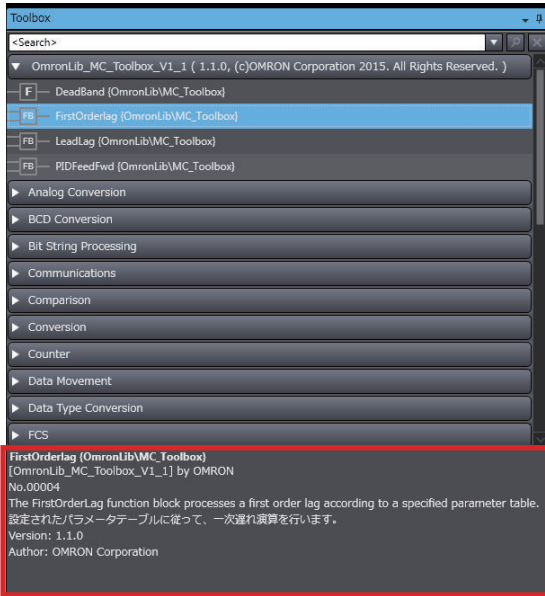 Toolbox
<Search>
OmronLib_MC_Toolbox_V1_1 ( 1.1.0, (c)OMRON Corporation 2015. All Rights Reserved. )
F DeadBand {OmronLib\MC_Toolbox}
FB FirstOrderlag {OmronLib\MC_Toolbox}
FB LeadLag {OmronLib\MC_Toolbox}
FB PIDFeedFwd {OmronLib\MC_Toolbox}
Analog Conversion
BCD Conversion
Bit String Processing
Communications
Comparison
Conversion
Counter
Data Movement
Data Type Conversion
FCS
FirstOrderlag {OmronLib\MC_Toolbox}
[OmronLib_MC_Toolbox_V1_1] by OMRON
No.00004
The FirstOrderLag function block processes a first order lag according to a specified parameter table.
設定されたパラメータテーブルに従って、一次遅れ演算を行います。
Version: 1.1.0
Author: OMRON Corporation